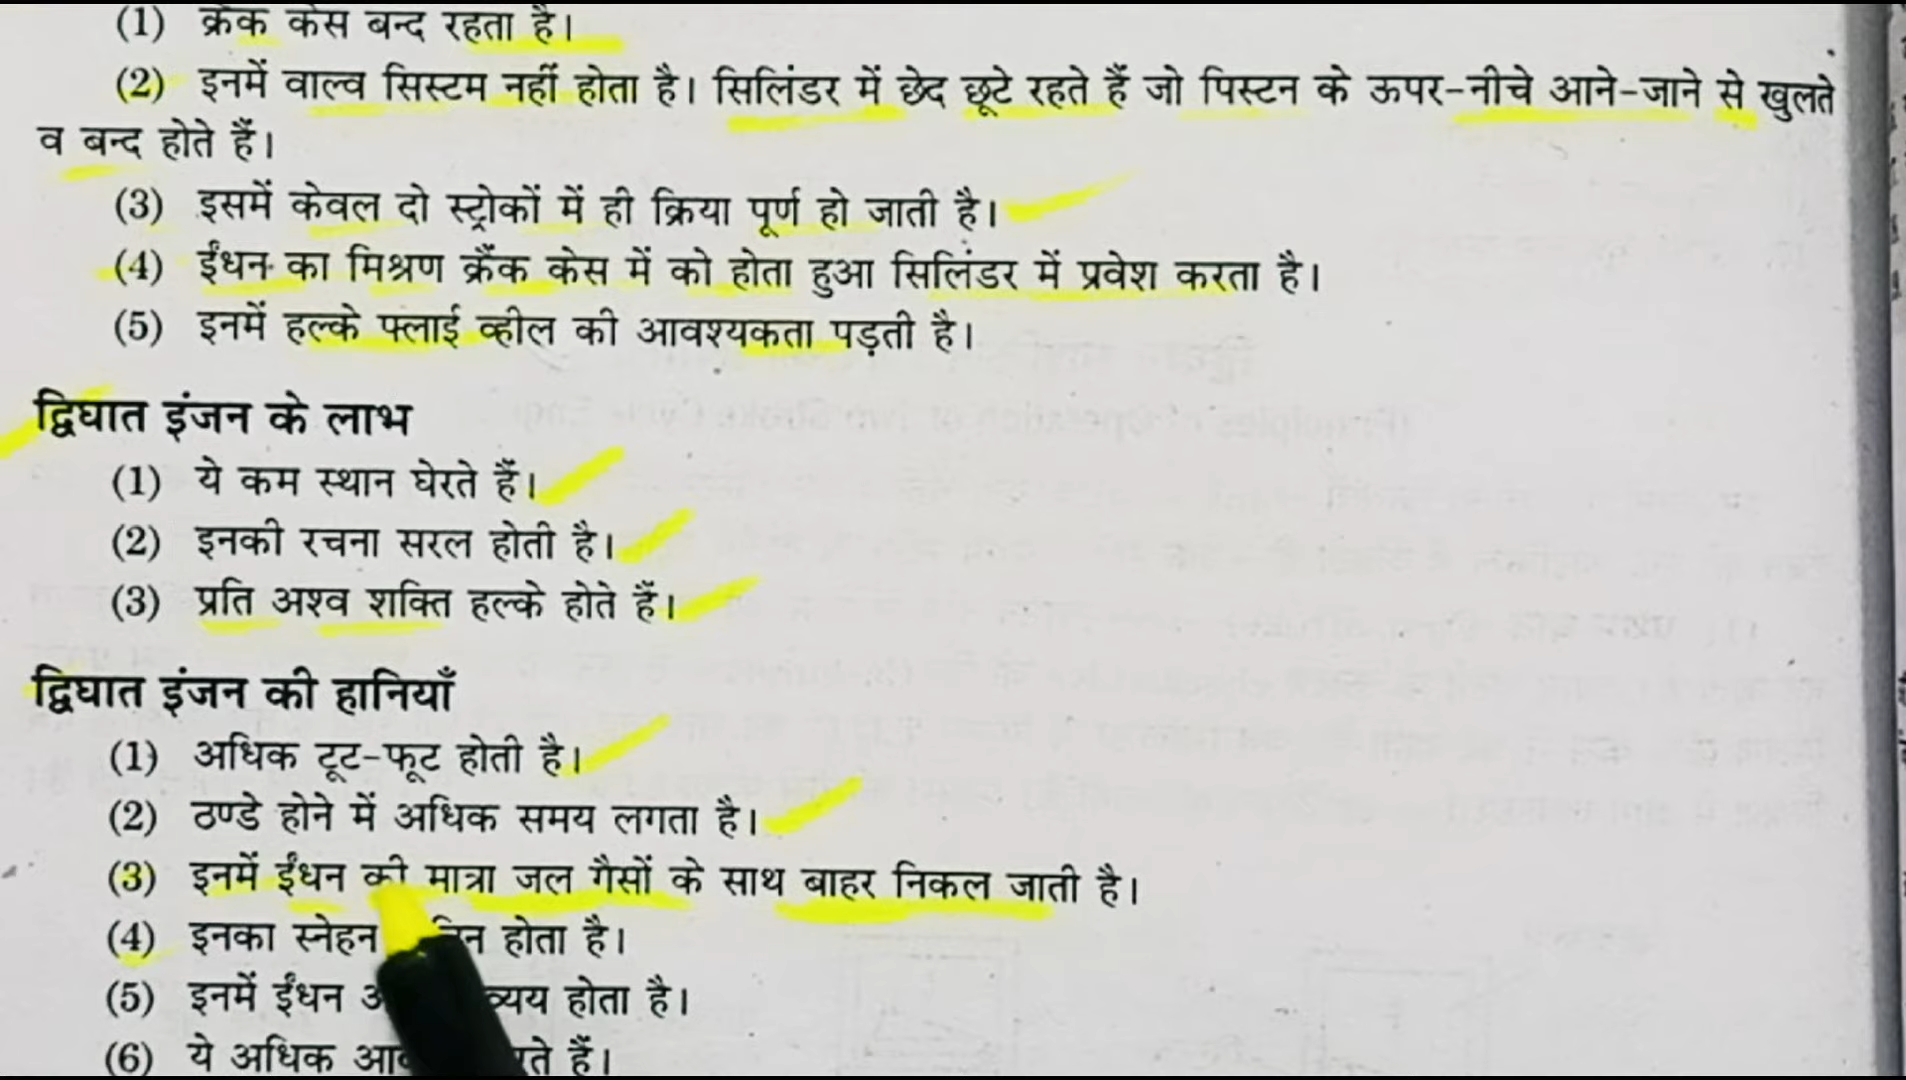 (1) क्रैंक केस बन्द रहता है।
(2) इनमें वाल्व सिस्टम नहीं होता है। सिलिंडर में छेद छूटे रहते हैं जो पिस्टन के ऊपर-नीचे आने-जाने से खुलते
व बन्द होते हैं।
(3) इसमें केवल दो स्ट्रोकों में ही क्रिया पूर्ण हो जाती है।
(4) ईंधन का मिश्रण क्रैंक केस में को होता हुआ सिलिंडर में प्रवेश करता है।
(5) इनमें हल्के फ्लाई व्हील की आवश्यकता पड़ती है।
द्विघात इंजन के लाभ
(1) ये कम स्थान घेरते हैं।
(2) इनकी रचना सरल होती है।
(3) प्रति अश्व शक्ति हल्के होते हैं।
द्विघात इंजन की हानियाँ
(1) अधिक टूट-फूट होती है।
(2) ठण्डे होने में अधिक समय लगता है।
(3) इनमें ईंधन की मात्रा जल गैसों के साथ बाहर निकल जाती है।
(4) इनका स्नेहन होता है।
(5) इनमें ईंधन व्यय होता है।
(6) ये अधिक हैं।